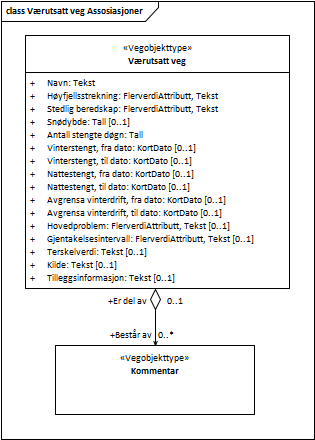 class Værutsatt veg Assosiasjoner
«Vegobjekttype»
Værutsatt veg
+ Navn: Tekst
+ Høyfjellsstrekning: FlerverdiAttributt, Tekst
+ Stedlig beredskap: FlerverdiAttributt, Tekst
+ Snødybde: Tall [0..1]
+ Antall stengte døgn: Tall
+ Vinterstengt, fra dato: KortDato [0..1]
+ Vinterstengt, til dato: KortDato [0..1]
+ Nattestengt, fra dato: KortDato [0..1]
+ Nattestengt, til dato: KortDato [0..1]
+ Avgrensa vinterdrift, fra dato: KortDato [0..1]
+ Avgrensa vinterdrift, til dato: KortDato [0..1]
+ Hovedproblem: FlerverdiAttributt, Tekst [0..1]
+ Gjentakelsesintervall: FlerverdiAttributt, Tekst [0..1]
+ Terskelverdi: Tekst [0..1]
+ Kilde: Tekst [0..1]
+ Tilleggsinformasjon: Tekst [0..1]
+Er del av 0..1
+Består av 0..*
«Vegobjekttype»
Kommentar